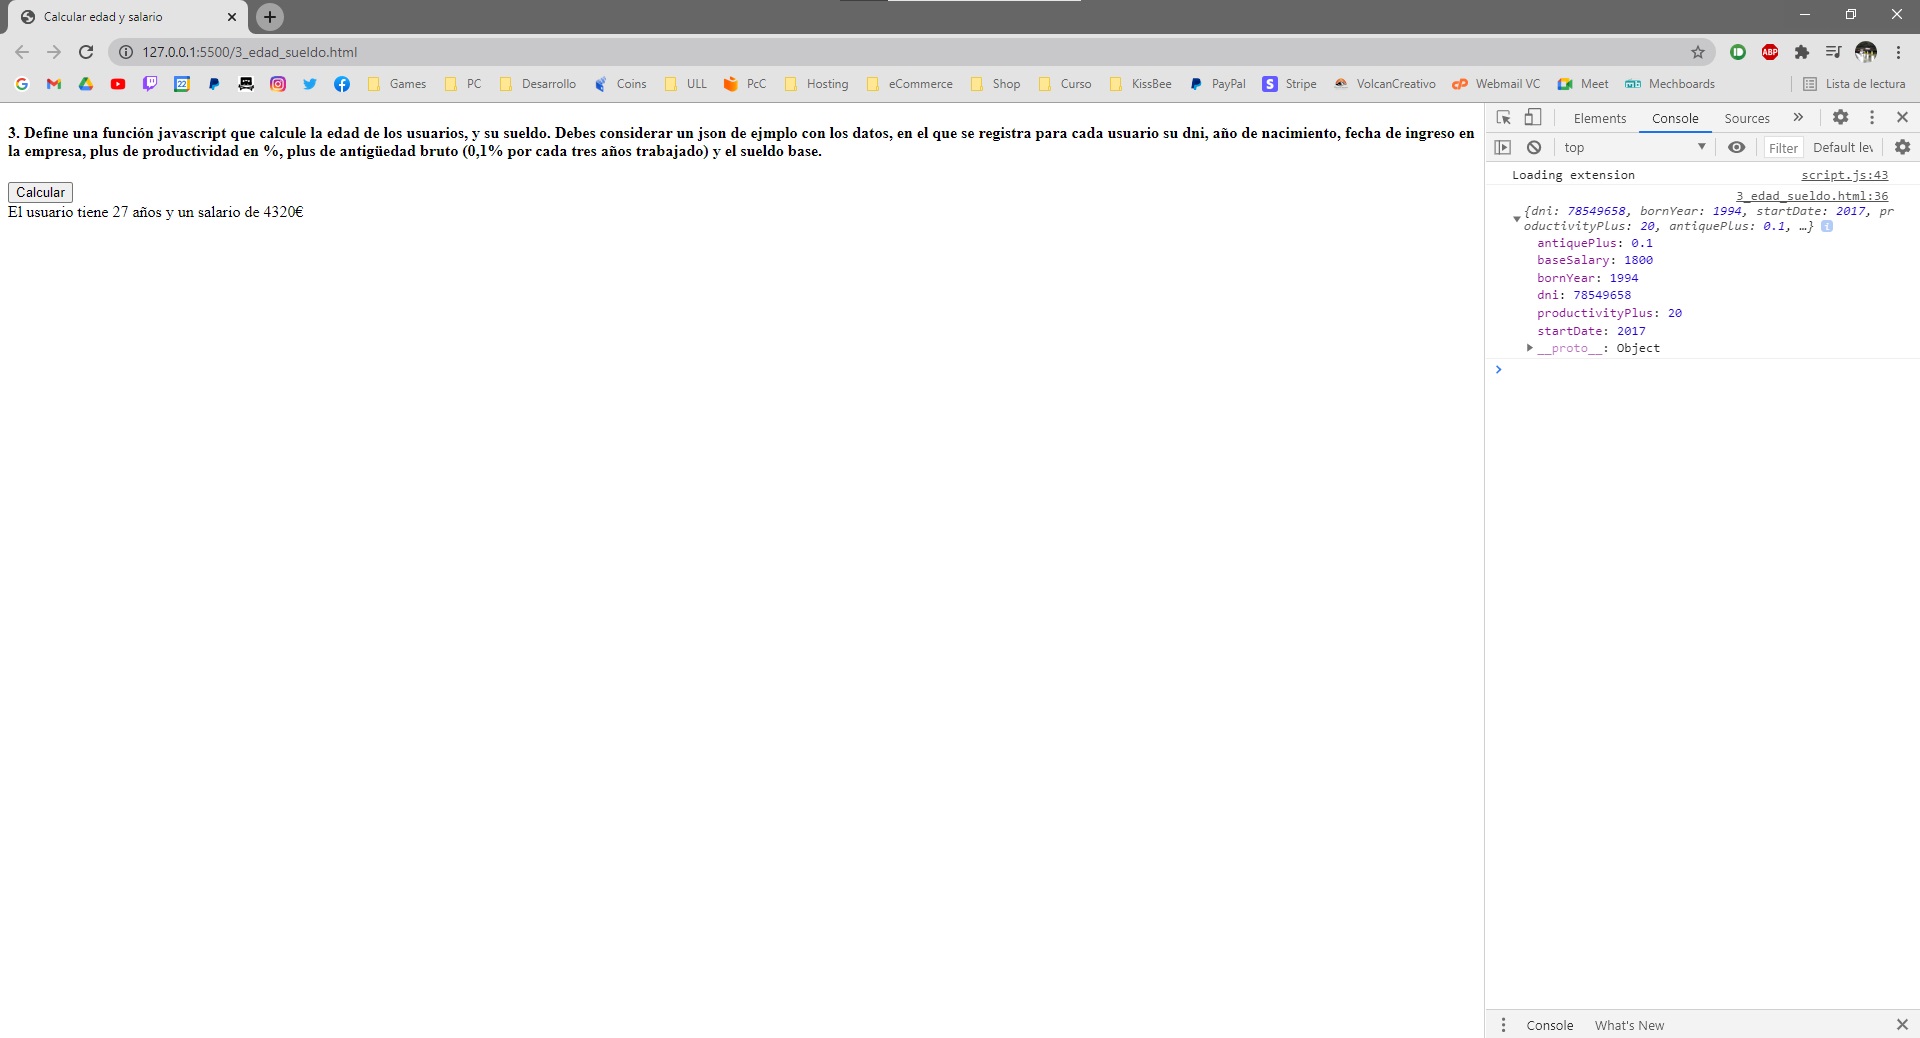 Calcular edad y salario
127.0.0.1:5500/3_edad_sueldo.html
ABP
22
Games PC Desarrollo Coins ULL PcC Hosting eCommerce Shop Curso KissBee PayPal Stripe VolcanCreativo Webmail VC Meet Mechboards Lista de lectura
3. Define una función javascript que calcule la edad de los usuarios, y su sueldo. Debes considerar un json de ejmplo con los datos, en el que se registra para cada usuario su dni, año de nacimiento, fecha de ingreso en
la empresa, plus de productividad en %, plus de antigüedad bruto (0,1% por cada tres años trabajado) y el sueldo base.
Calcular
El usuario tiene 27 años y un salario de 4320€
Elements Console Sources »
top Filter Default lev
Loading extension script.js:43
3_edad_sueldo.html:36
{dni: 78549658, bornYear: 1994, startDate: 2017, pr
oductivityPlus: 20, antiquePlus: 0.1, …}
antiquePlus: 0.1
baseSalary: 1800
bornYear: 1994
dni: 78549658
productivityPlus: 20
startDate: 2017
__proto__: Object
Console What's New